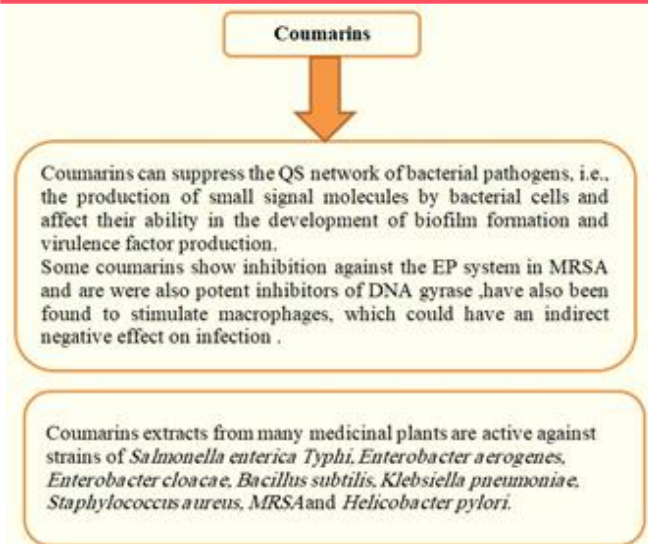 Coumarins
Coumarins can suppress the QS network of bacterial pathogens, i.e.,
the production of small signal molecules by bacterial cells and
affect their ability in the development of biofilm formation and
virulence factor production.
Some coumarins show inhibition against the EP system in MRSA
and are were also potent inhibitors of DNA gyrase ,have also been
found to stimulate macrophages, which could have an indirect
negative effect on infection .
Coumarins extracts from many medicinal plants are active against
strains of Salmonella enterica Typhi, Enterobacter aerogenes,
Enterobacter cloacae, Bacillus subtilis, Klebsiella pneumoniae,
Staphylococcus aureus, MRSAand Helicobacter pylori.